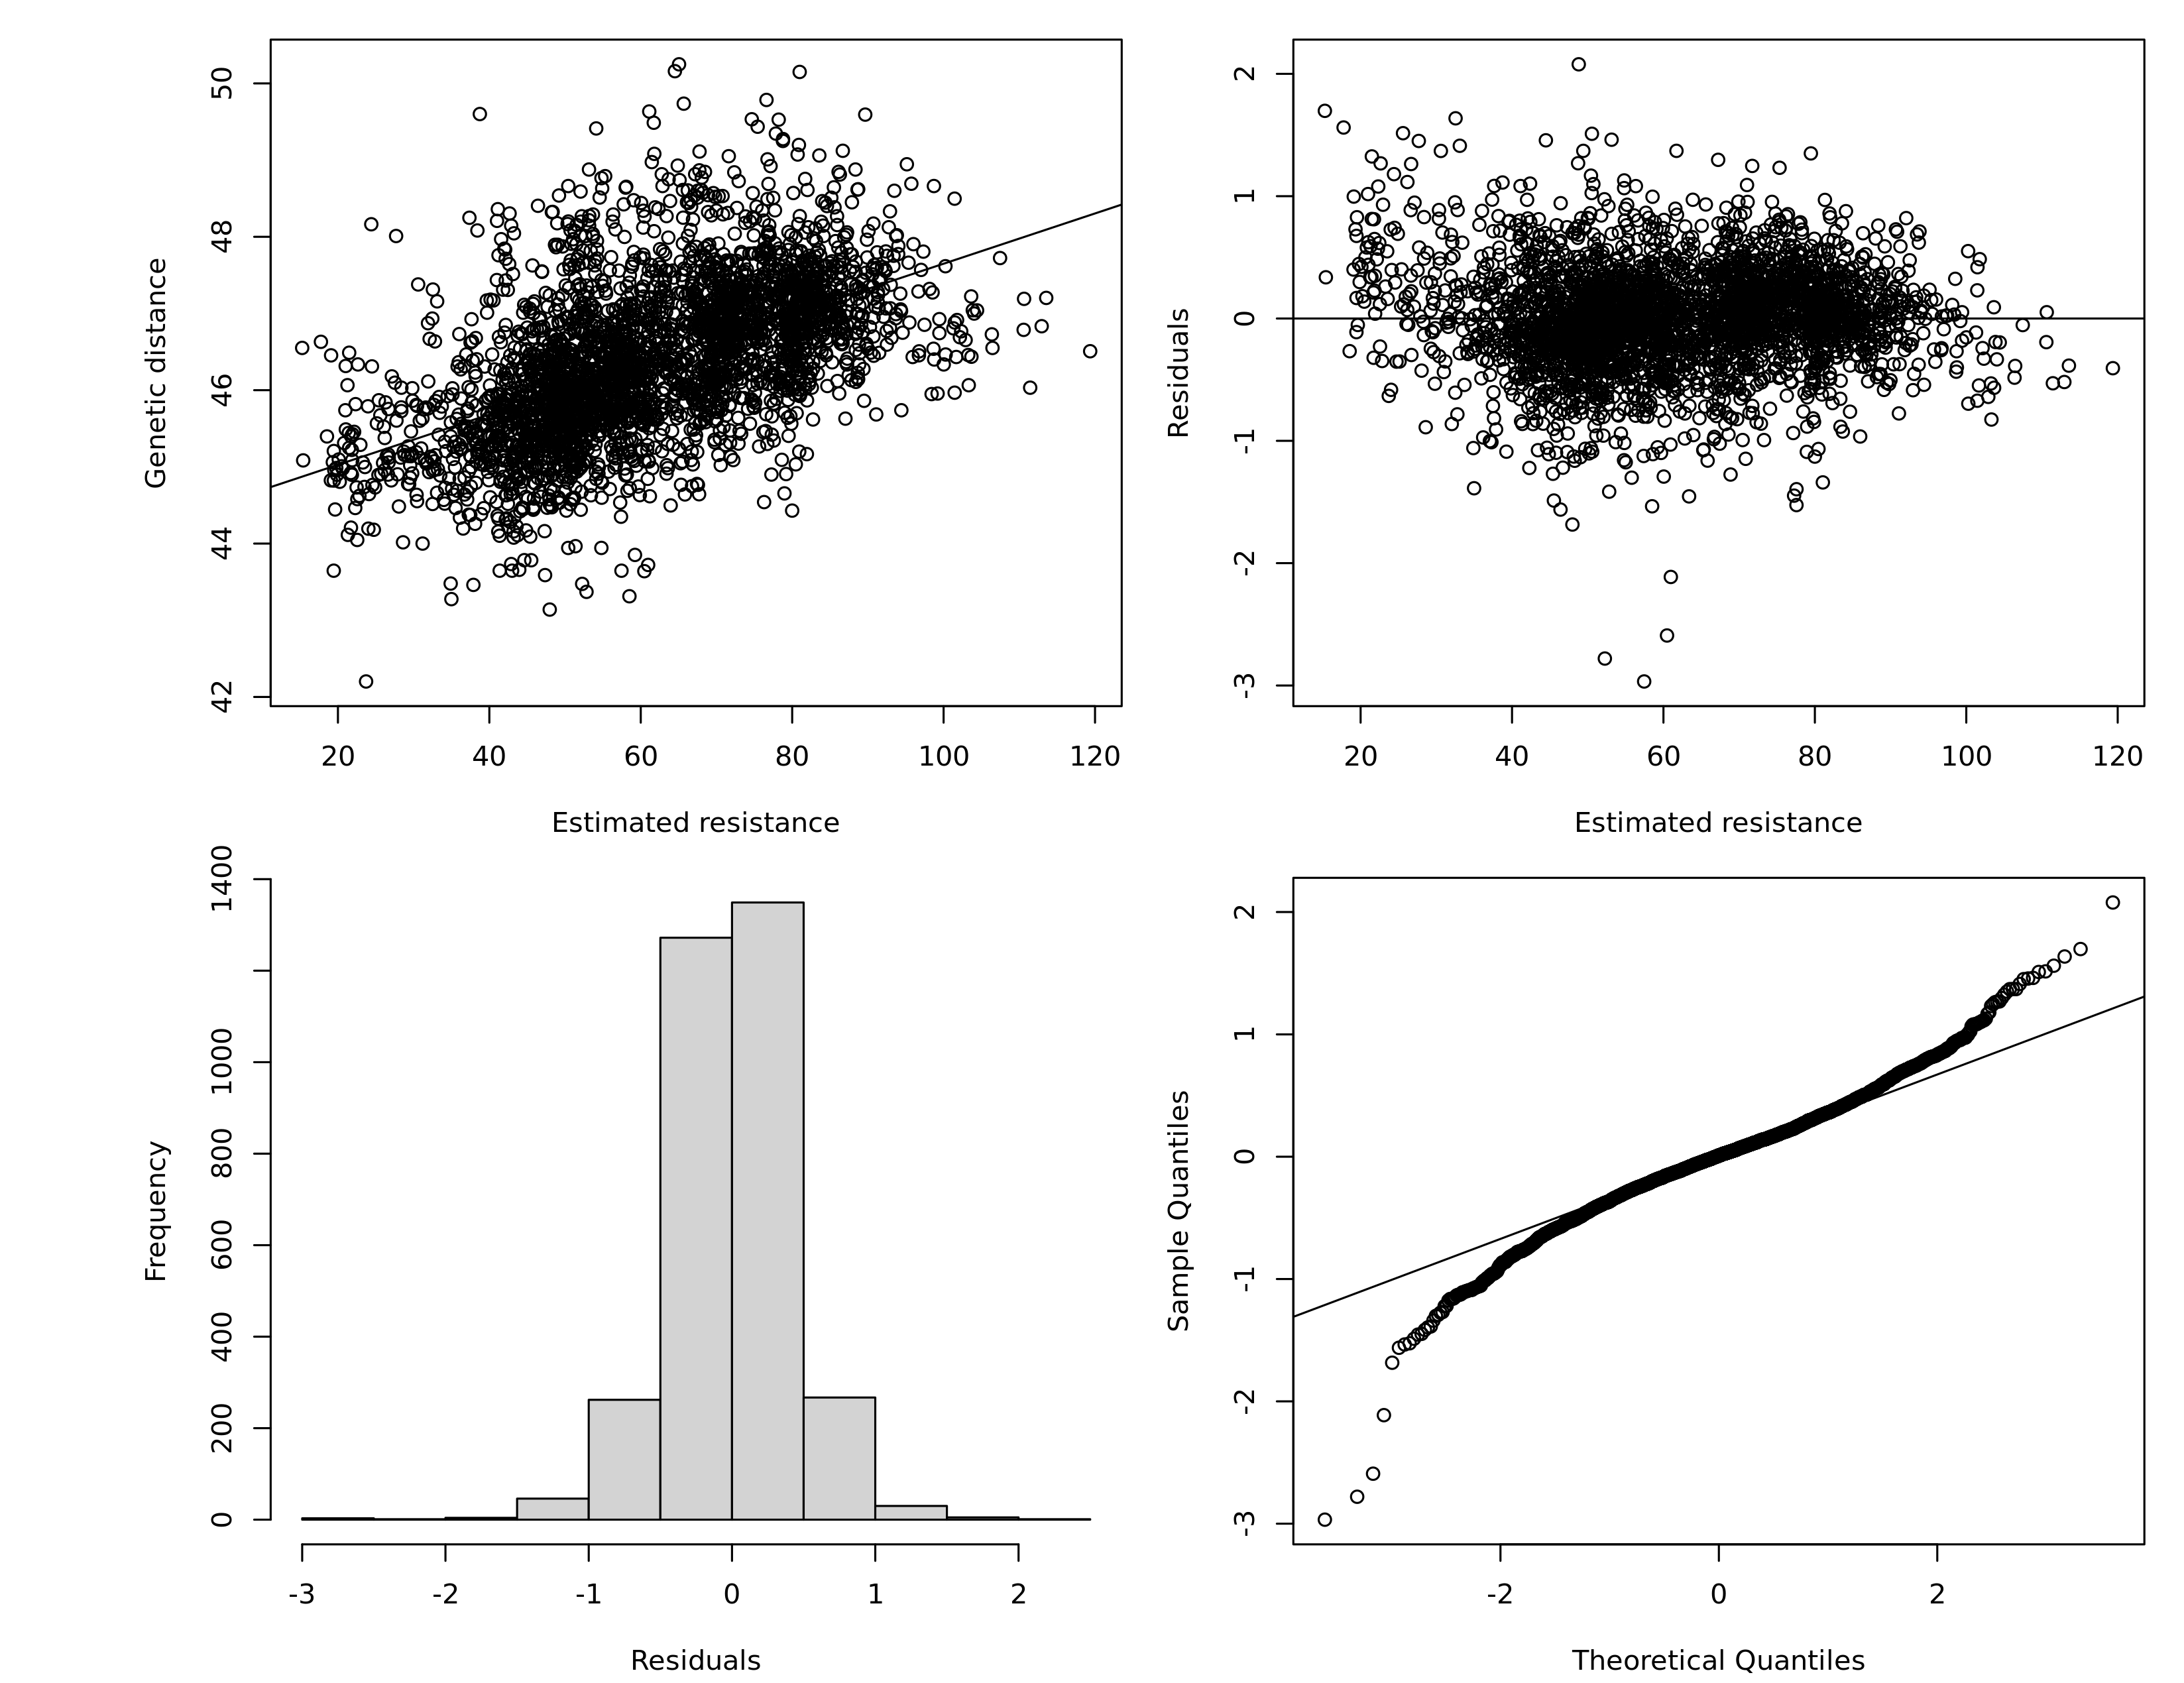 50
48
46
44
42
Genetic distance
20 40 60 80 100 120
Estimated resistance
2
1
0
-1
-2
-3
Residuals
20 40 60 80 100 120
Estimated resistance
1400
1000
800
600
400
200
0
Frequency
-3 -2 -1 0 1 2
Residuals
2
1
0
-1
-2
-3
Sample Quantiles
-2 0 2
Theoretical Quantiles